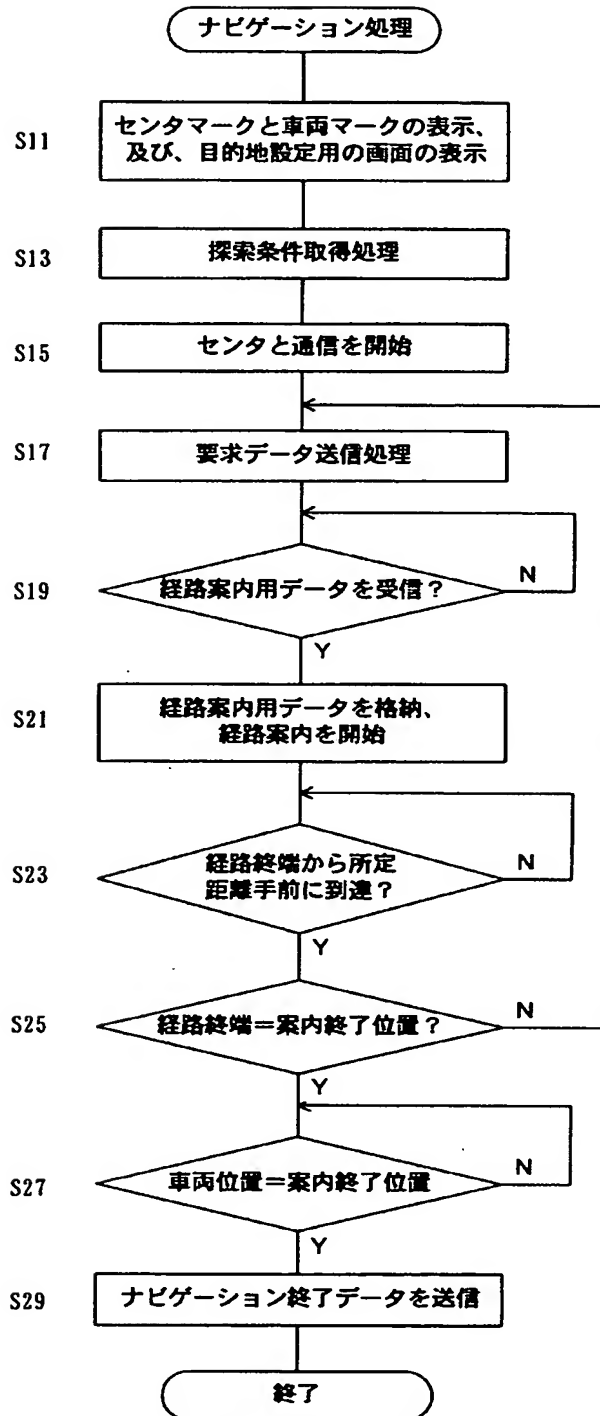 ナビゲーション処理
S11
センタマークと車両マークの表示、
及び、目的地設定用の画面の表示
S13
探索条件取得処理
S15
センタと通信を開始
S17
要求データ送信処理
S19
経路案内用データを受信?
N
Y
S21
経路案内用データを格納、
経路案内を開始
S23
経路終端から所定
距離手前に到達?
N
Y
S25
経路終端=案内終了位置?
N
Y
S27
車両位置=案内終了位置
N
Y
S29
ナビゲーション終了データを送信
終了